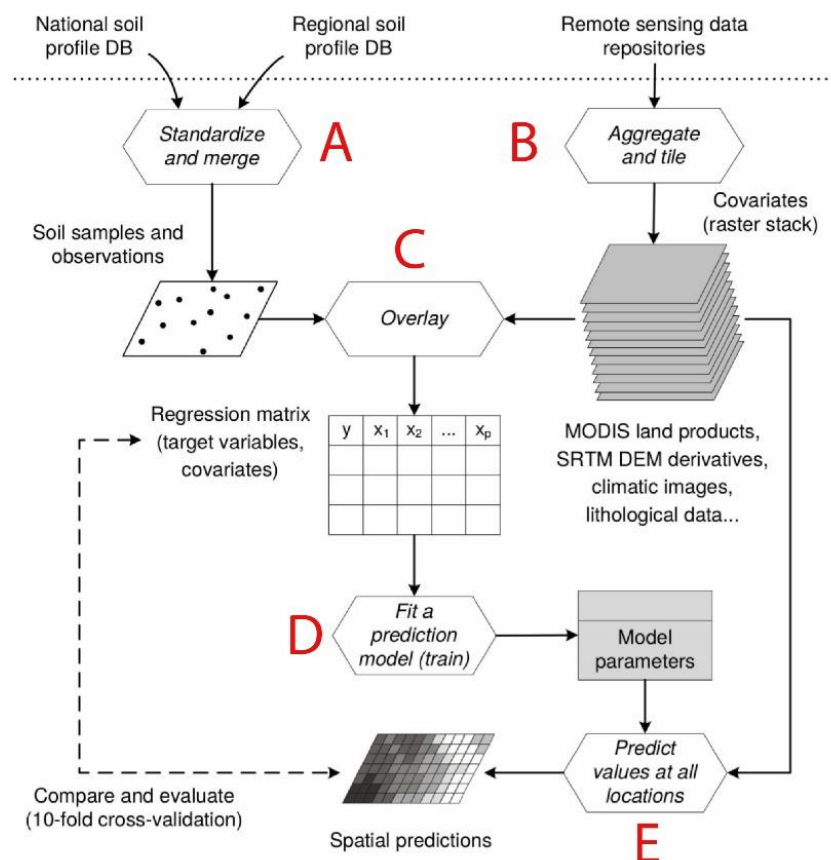 National soil
profile DB
Regional soil
profile DB
Remote sensing data
repositories
Standardize
and merge
A
B
Aggregate
and tile
Soil samples and
observations
C
Covariates
(raster stack)
Overlay
Regression matrix
(target variables,
covariates)
y x₁ x₂ ... xₚ
MODIS land products,
SRTM DEM derivatives,
climatic images,
lithological data...
D
Fit a
prediction
model (train)
Model
parameters
Predict
values at all
locations
Compare and evaluate
(10-fold cross-validation)
Spatial predictions
E